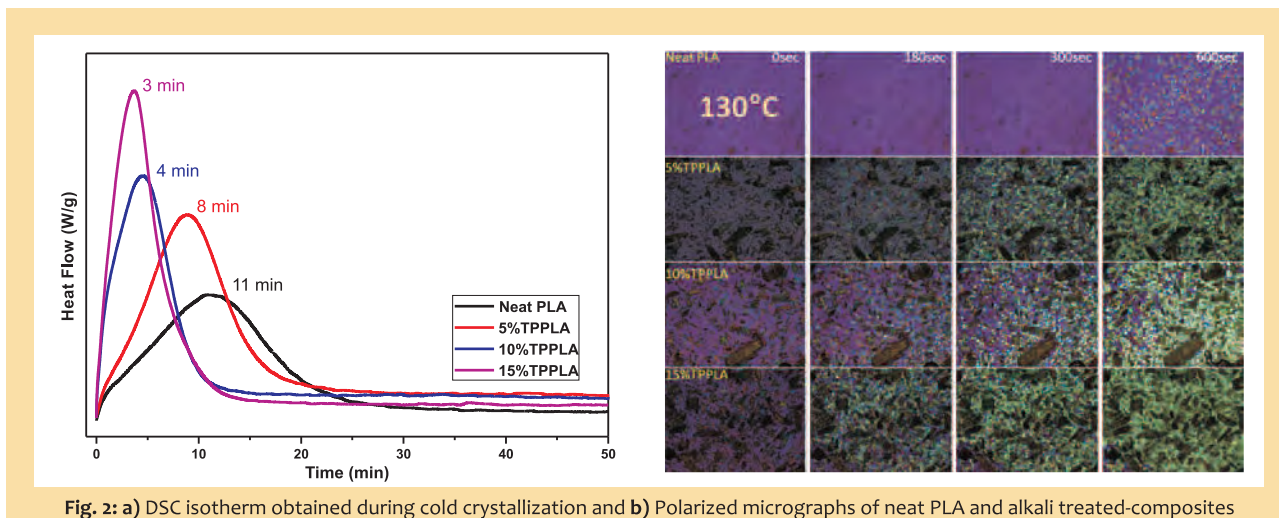 3 min
4 min
8 min
11 min
Heat Flow (W/g)
Neat PLA
5%TPPLA
10%TPPLA
15%TPPLA
0 10 20 30 40 50
Time (min)
Neat PLA 0sec 180sec 300sec 600sec
130°C
5%TPPLA
10%TPPLA
15%TPPLA
Fig. 2: a) DSC isotherm obtained during cold crystallization and b) Polarized micrographs of neat PLA and alkali treated-composites